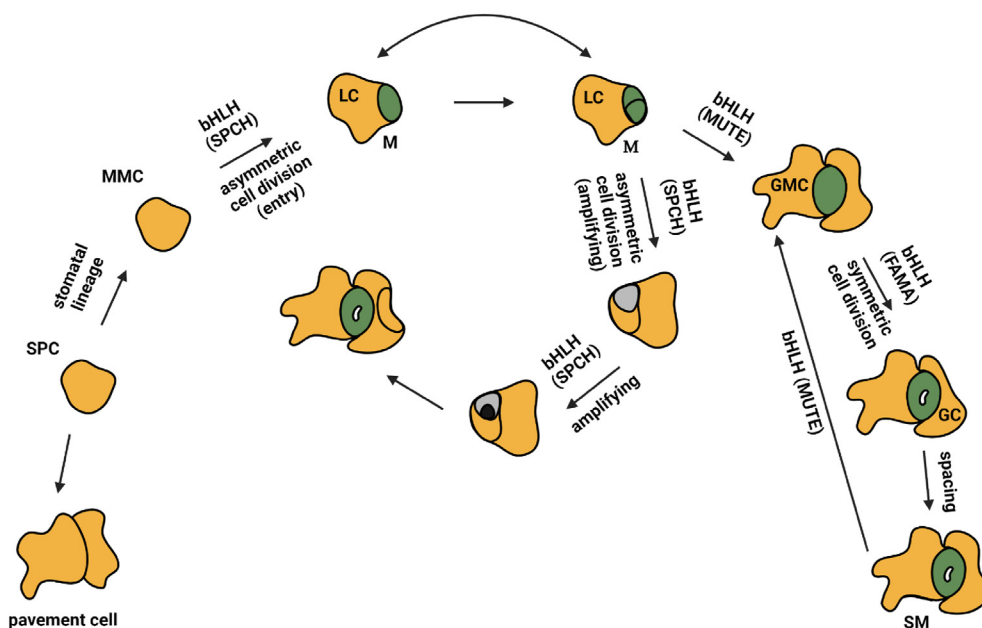 LC
M
bHLH
(SPCH)
asymmetric
cell division
(entry)
MMC
stomatal
lineage
SPC
pavement cell
LC
M
bHLH
(MUTE)
GMC
bHLH
(SPCH)
asymmetric
cell division
(amplifying)
bHLH
(SPCH)
amplifying
bHLH
(FAMA)
symmetric
cell division
GC
bHLH (MUTE)
spacing
SM